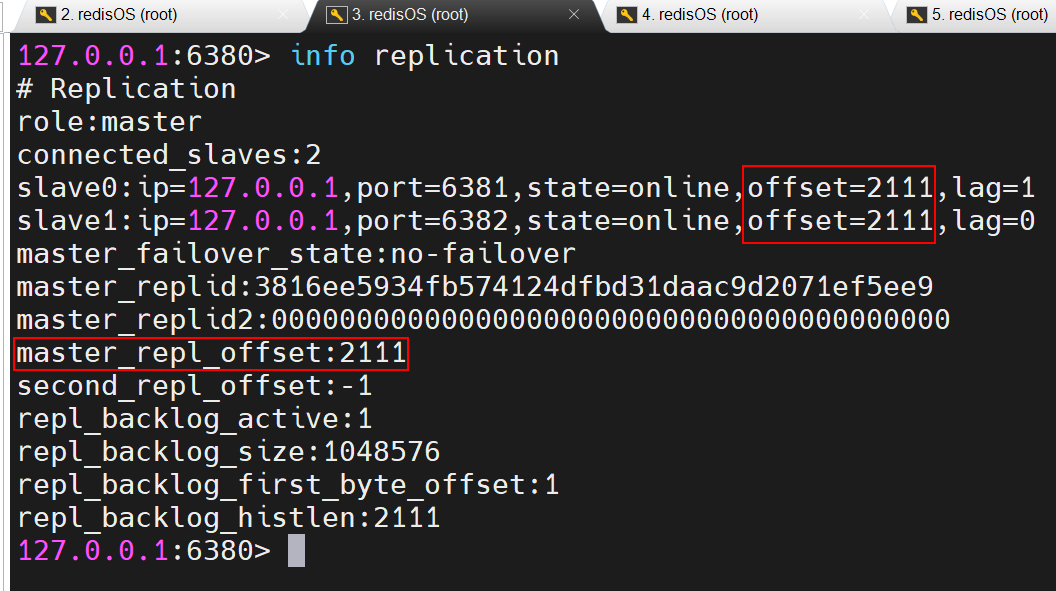 2. redisOS (root)
3. redisOS (root)
4. redisOS (root)
5. redisOS (root)
127.0.0.1:6380> info replication
# Replication
role:master
connected_slaves:2
slave0:ip=127.0.0.1,port=6381,state=online,offset=2111,lag=1
slave1:ip=127.0.0.1,port=6382,state=online,offset=2111,lag=0
master_failover_state:no-failover
master_replid:3816ee5934fb574124dfbd31daac9d2071ef5ee9
master_replid2:0000000000000000000000000000000000000000
master_repl_offset:2111
second_repl_offset:-1
repl_backlog_active:1
repl_backlog_size:1048576
repl_backlog_first_byte_offset:1
repl_backlog_histlen:2111
127.0.0.1:6380>